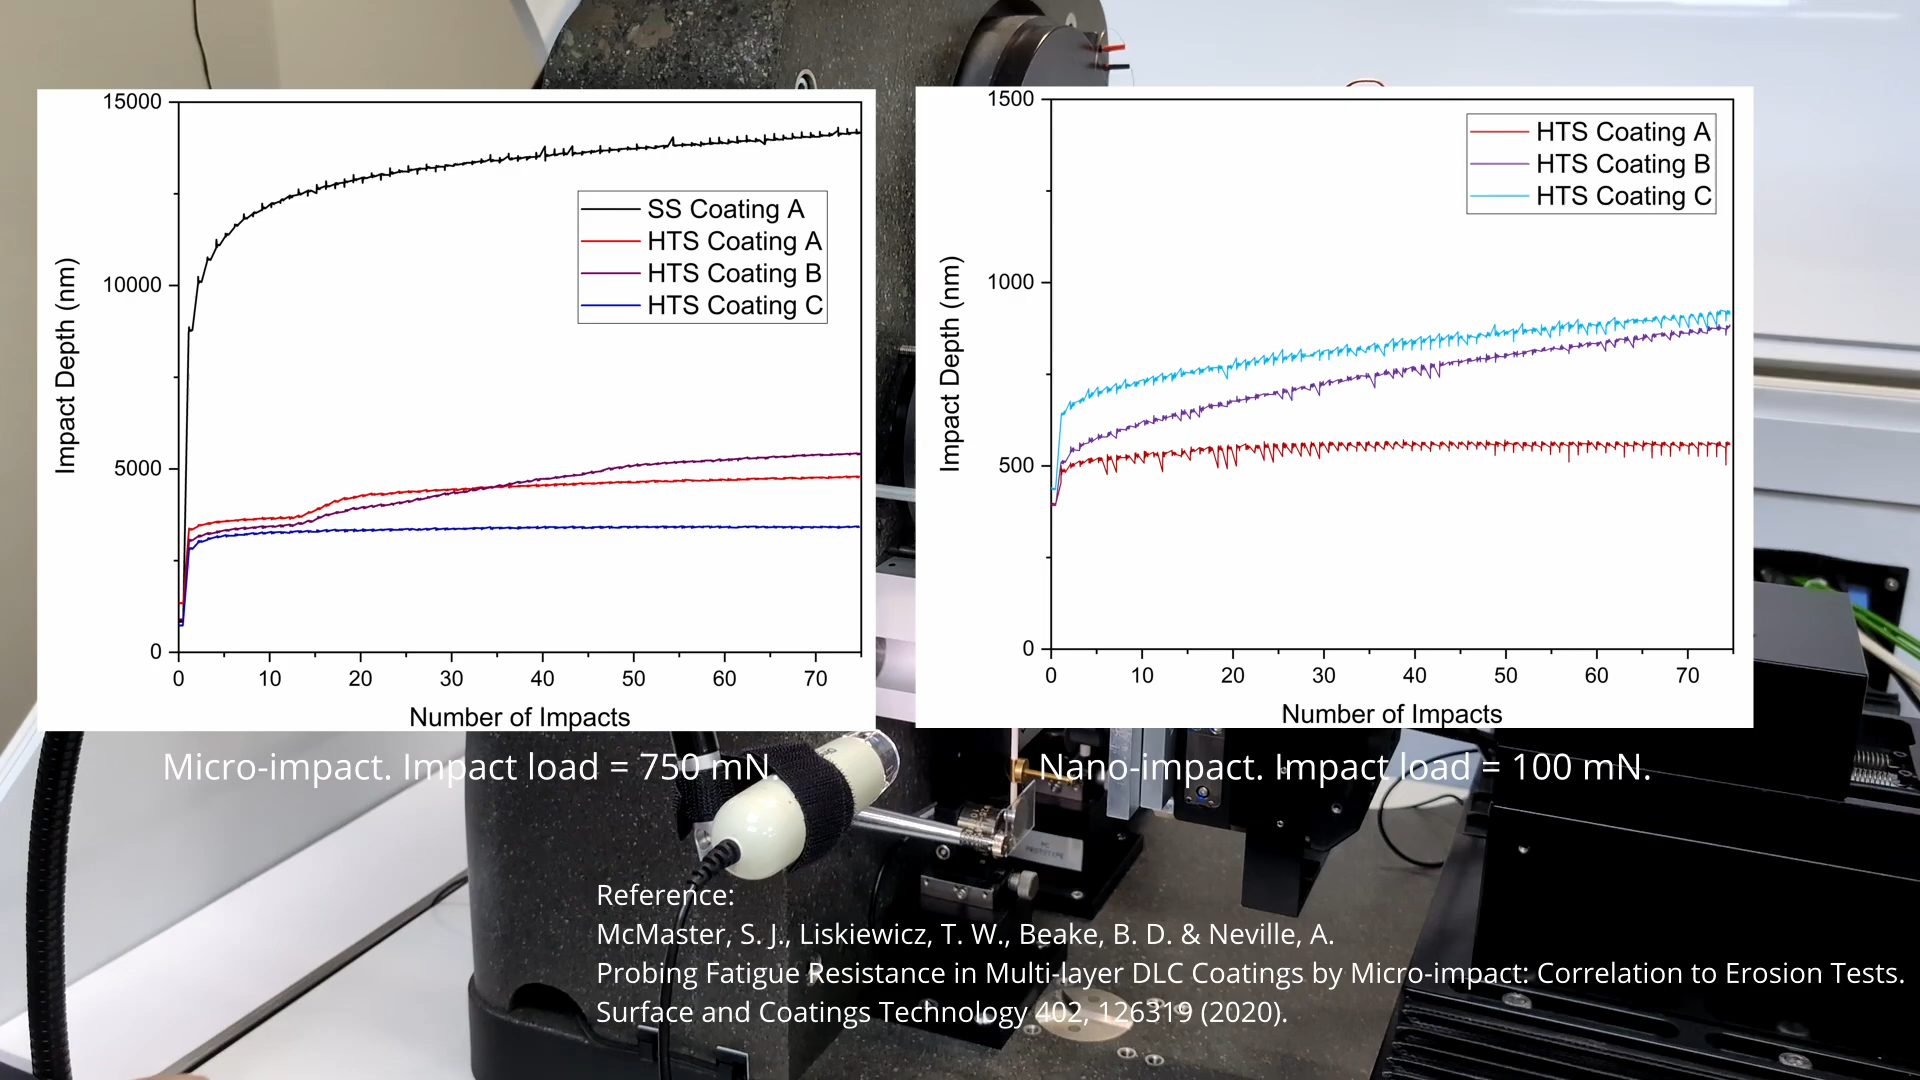 15000
10000
5000
0
Impact Depth (nm)
SS Coating A
HTS Coating A
HTS Coating B
HTS Coating C
0 10 20 30 40 50 60 70
Number of Impacts
Micro-impact. Impact load = 750 mN.
1500
1000
500
0
Impact Depth (nm)
HTS Coating A
HTS Coating B
HTS Coating C
0 10 20 30 40 50 60 70
Number of Impacts
Nano-impact. Impact load = 100 mN.
Reference:
McMaster, S. J., Liskiewicz, T. W., Beake, B. D. & Neville, A.
Probing Fatigue Resistance in Multi-layer DLC Coatings by Micro-impact: Correlation to Erosion Tests.
Surface and Coatings Technology 402, 126319 (2020).